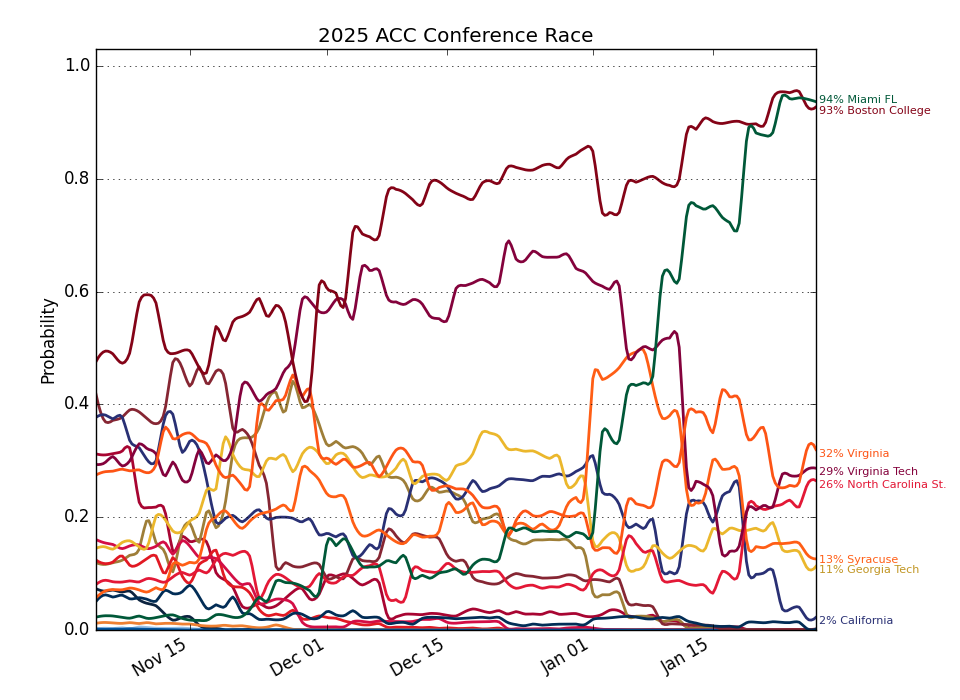 2025 ACC Conference Race
1.0
0.8
0.6
0.4
0.2
0.0
Probability
Nov 15
Dec 01
Dec 15
Jan 01
Jan 15
94% Miami FL
93% Boston College
32% Virginia
29% Virginia Tech
26% North Carolina St.
13% Syracuse
11% Georgia Tech
2% California